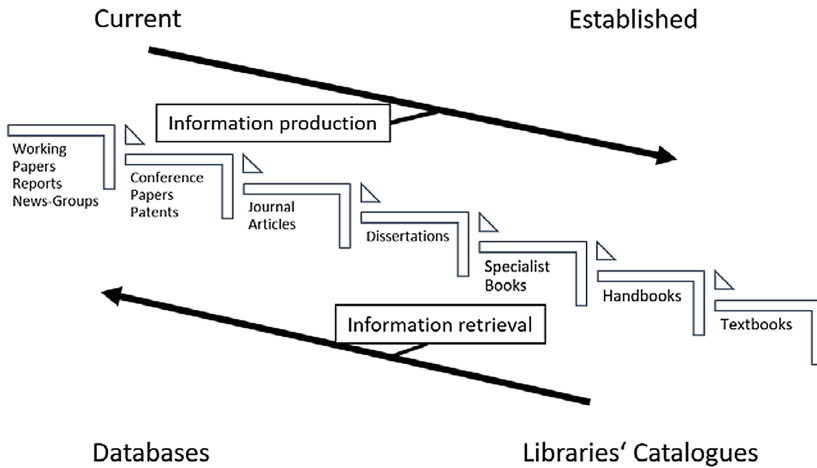 Current
Established
Information production
Working
Papers
Reports
News-Groups
Conference
Papers
Patents
Journal
Articles
Dissertations
Specialist
Books
Handbooks
Textbooks
Information retrieval
Databases
Libraries‘ Catalogues